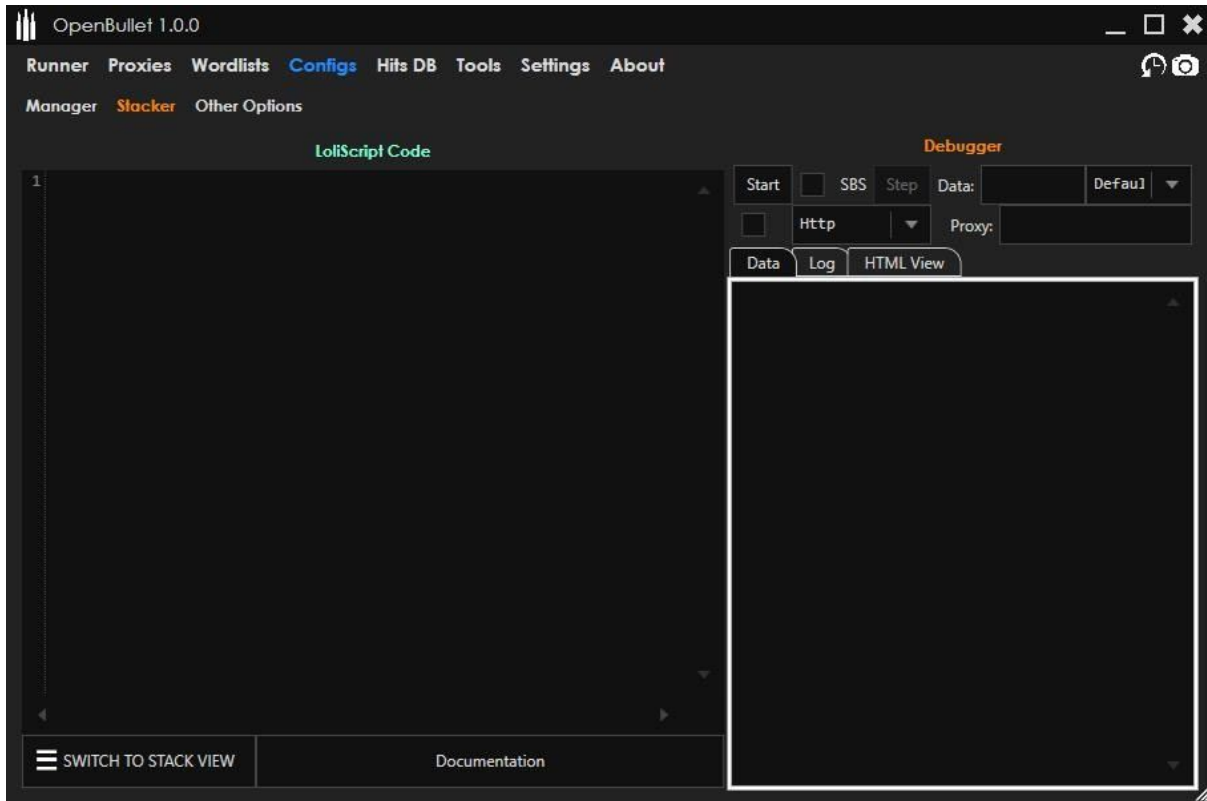 OpenBullet 1.0.0
Runner Proxies Wordlists Configs Hits DB Tools Settings About
Manager Stacker Other Options
LoliScript Code
1
SWITCH TO STACK VIEW
Documentation
Debugger
Start SBS Step Data: Defaul
Http Proxy:
Data Log HTML View